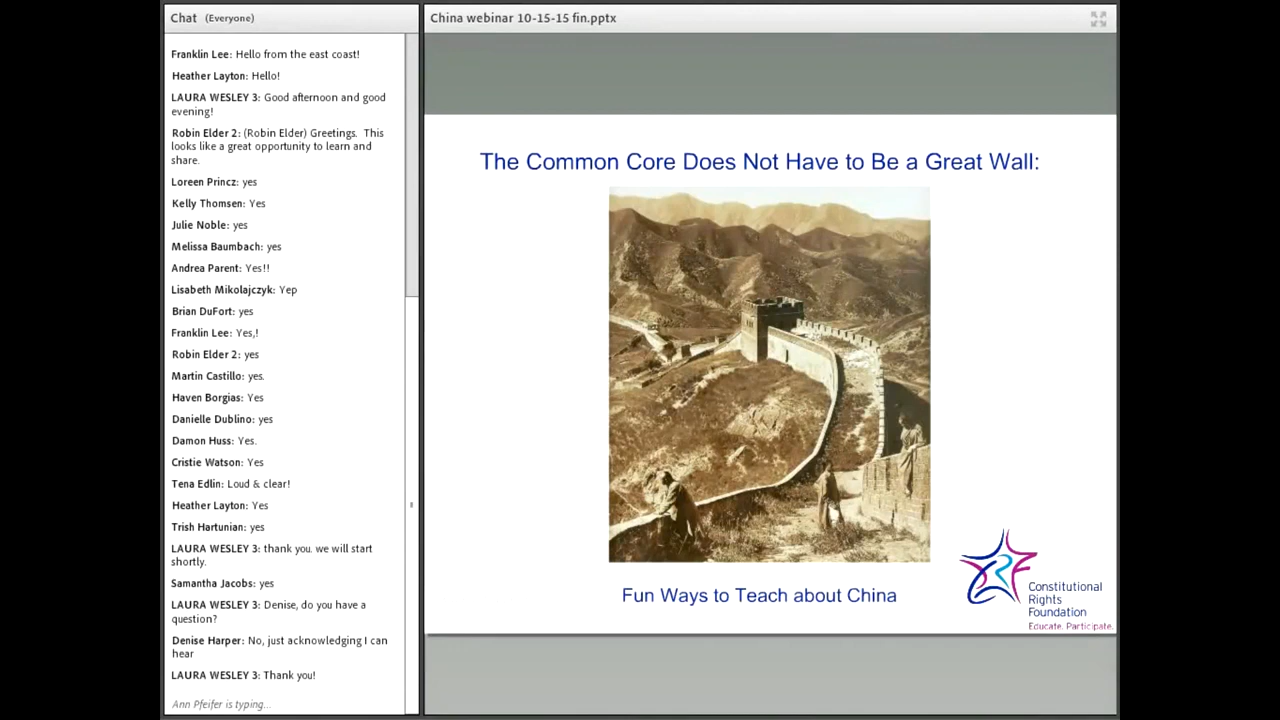 Chat (Everyone)
Franklin Lee: Hello from the east coast!
Heather Layton: Hello!
LAURA WESLEY 3: Good afternoon and good
evening!
Robin Elder 2: (Robin Elder) Greetings. This
looks like a great opportunity to learn and
share.
Loreen Princz: yes
Kelly Thomsen: Yes
Julie Noble: yes
Melissa Baumbach: yes
Andrea Parent: Yes!!
Lisabeth Mikolajczyk: Yep
Brian DuFort: yes
Franklin Lee: Yes,!
Robin Elder 2: yes
Martin Castillo: yes.
Haven Borgias: Yes
Danielle Dublino: yes
Damon Huss: Yes.
Cristie Watson: Yes
Tena Edlin: Loud & clear!
Heather Layton: Yes
Trish Hartunian: yes
LAURA WESLEY 3: thank you. we will start
shortly.
Samantha Jacobs: yes
LAURA WESLEY 3: Denise, do you have a
question?
Denise Harper: No, just acknowledging I can
hear
LAURA WESLEY 3: Thank you!
Ann Pfeifer is typing...
China webinar 10-15-15 fin.pptx
The Common Core Does Not Have to Be a Great Wall:
Fun Ways to Teach about China
CRF
Constitutional
Rights
Foundation
Educate. Participate.